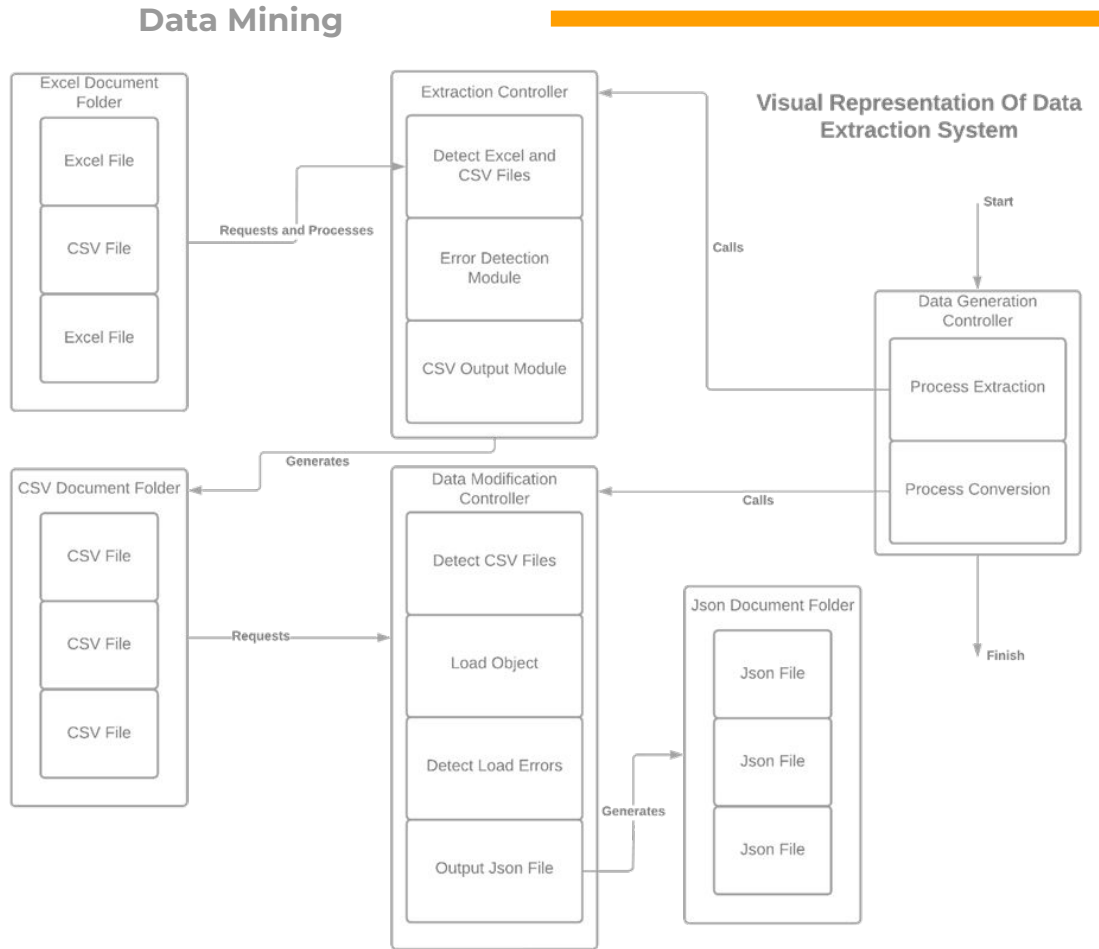 Data Mining
Visual Representation Of Data
Extraction System
Excel Document
Folder
Excel File
CSV File
Excel File
Requests and Processes
Extraction Controller
Detect Excel and
CSV Files
Error Detection
Module
CSV Output Module
Calls
Start
Data Generation
Controller
Process Extraction
Process Conversion
Calls
Finish
Generates
CSV Document Folder
CSV File
CSV File
CSV File
Requests
Data Modification
Controller
Detect CSV Files
Load Object
Detect Load Errors
Output Json File
Generates
Json Document Folder
Json File
Json File
Json File